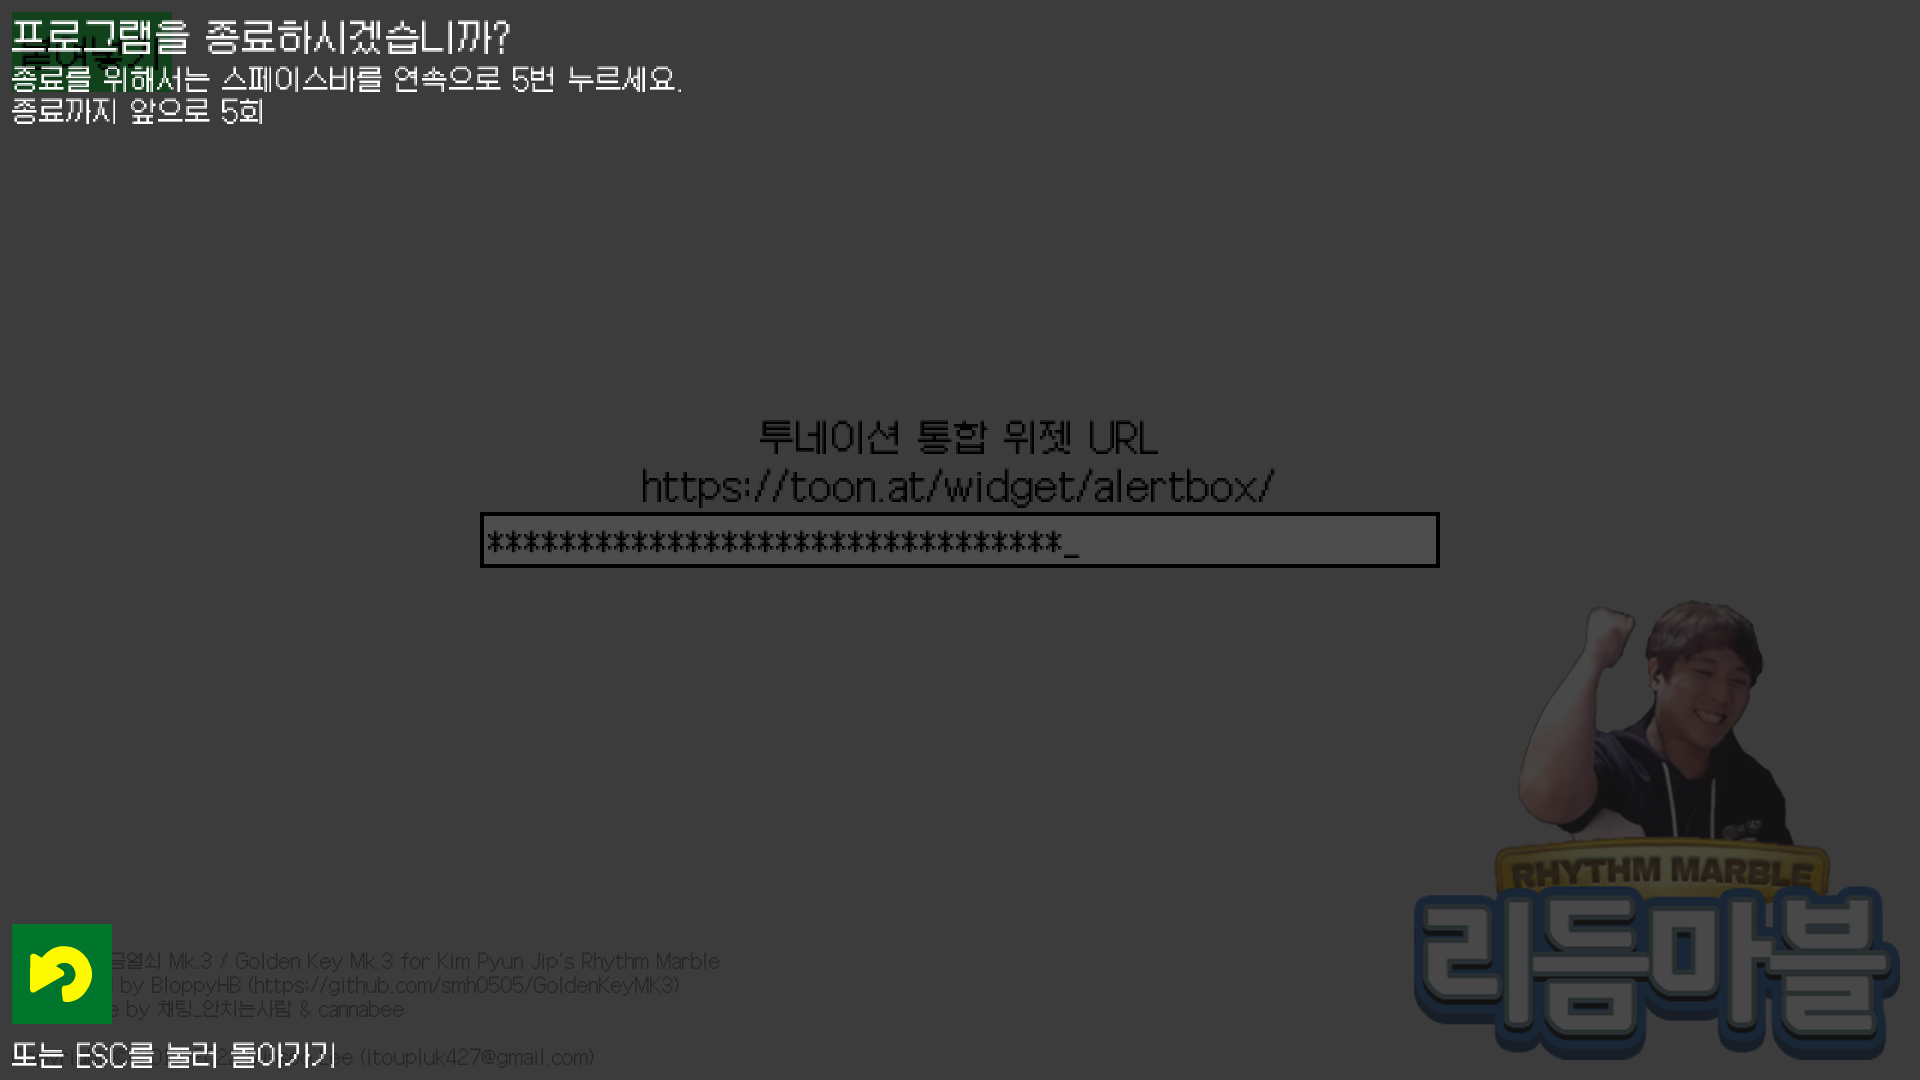 프로그램을 종료하시겠습니까?
종료를 위해서는 스페이스바를 연속으로 5번 누르세요.
종료까지 앞으로 5회
투네이션 통합 위젯 URL
https://toon.at/widget/alertbox/
********************************_
RHYTHM MARBLE
리듬마블
금열쇠 Mk.3 / Golden Key Mk.3 for Kim Pyun Jip's Rhythm Marble
by BloppyHB (https://github.com/smh0505/GoldenKeyMK3)
by 채팅_안치는사람 & cannabee
또는 ESC를 눌러 돌아가기
(itoupluk427@gmail.com)